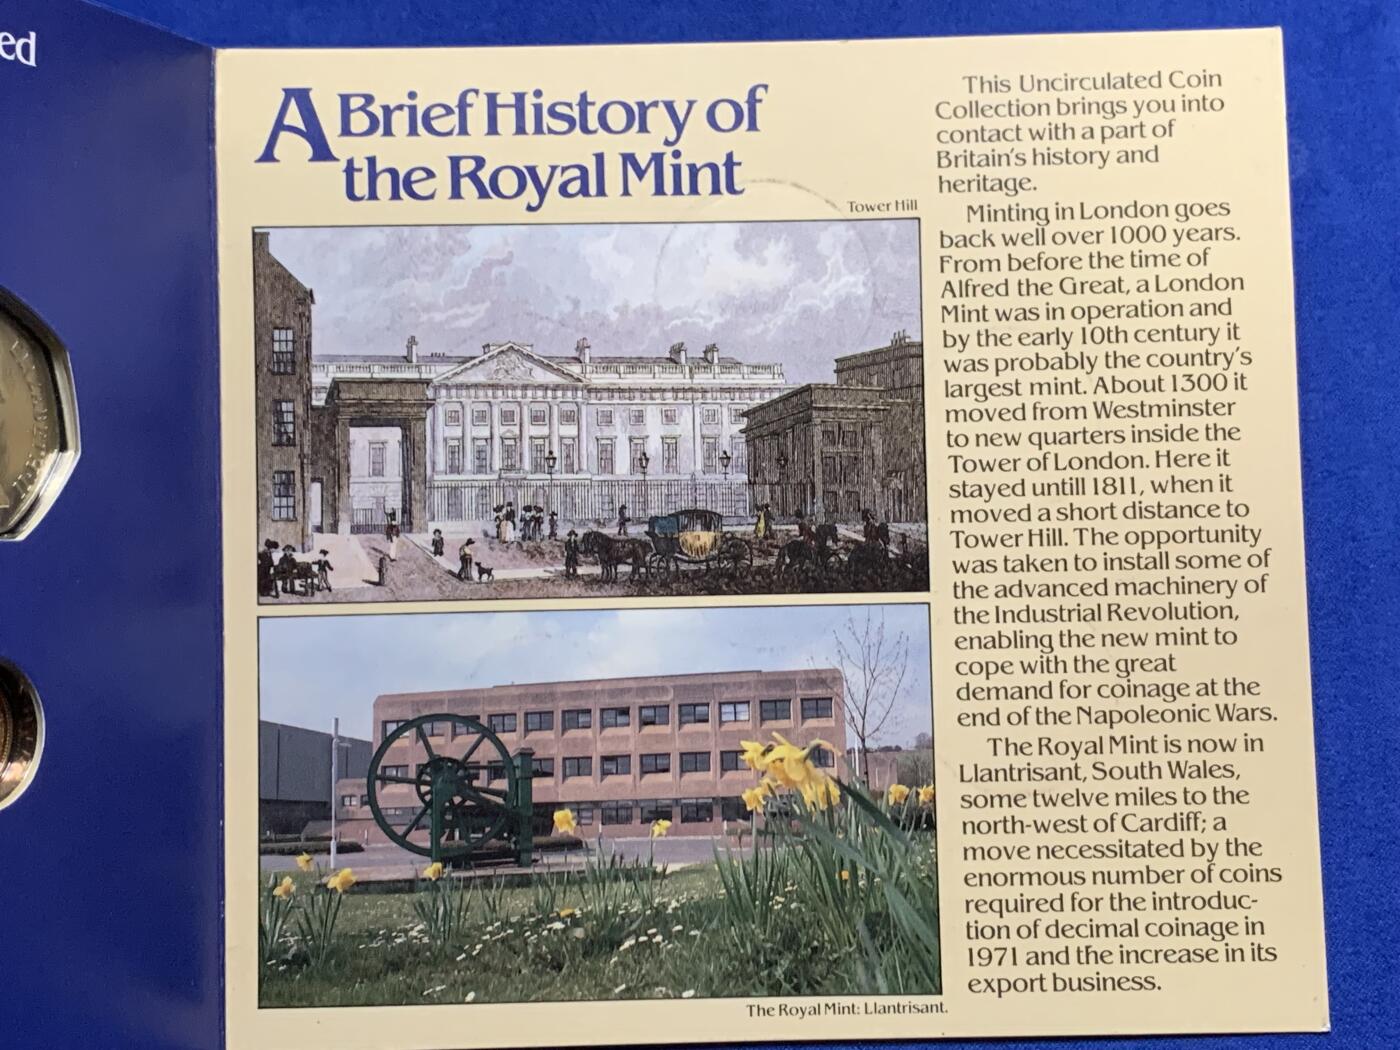 ed
A Brief History of
the Royal Mint
Tower Hill
The Royal Mint: Llantrisant.
This Uncirculated Coin
Collection brings you into
contact with a part of
Britain's history and
heritage.
Minting in London goes
back well over 1000 years.
From before the time of
Alfred the Great, a London
Mint was in operation and
by the early 10th century it
was probably the country's
largest mint. About 1300 it
moved from Westminster
to new quarters inside the
Tower of London. Here it
stayed untill 1811, when it
moved a short distance to
Tower Hill. The opportunity
was taken to install some of
the advanced machinery of
the Industrial Revolution,
enabling the new mint to
cope with the great
demand for coinage at the
end of the Napoleonic Wars.
The Royal Mint is now in
Llantrisant, South Wales,
some twelve miles to the
north-west of Cardiff; a
move necessitated by the
enormous number of coins
required for the introduc-
tion of decimal coinage in
1971 and the increase in its
export business.